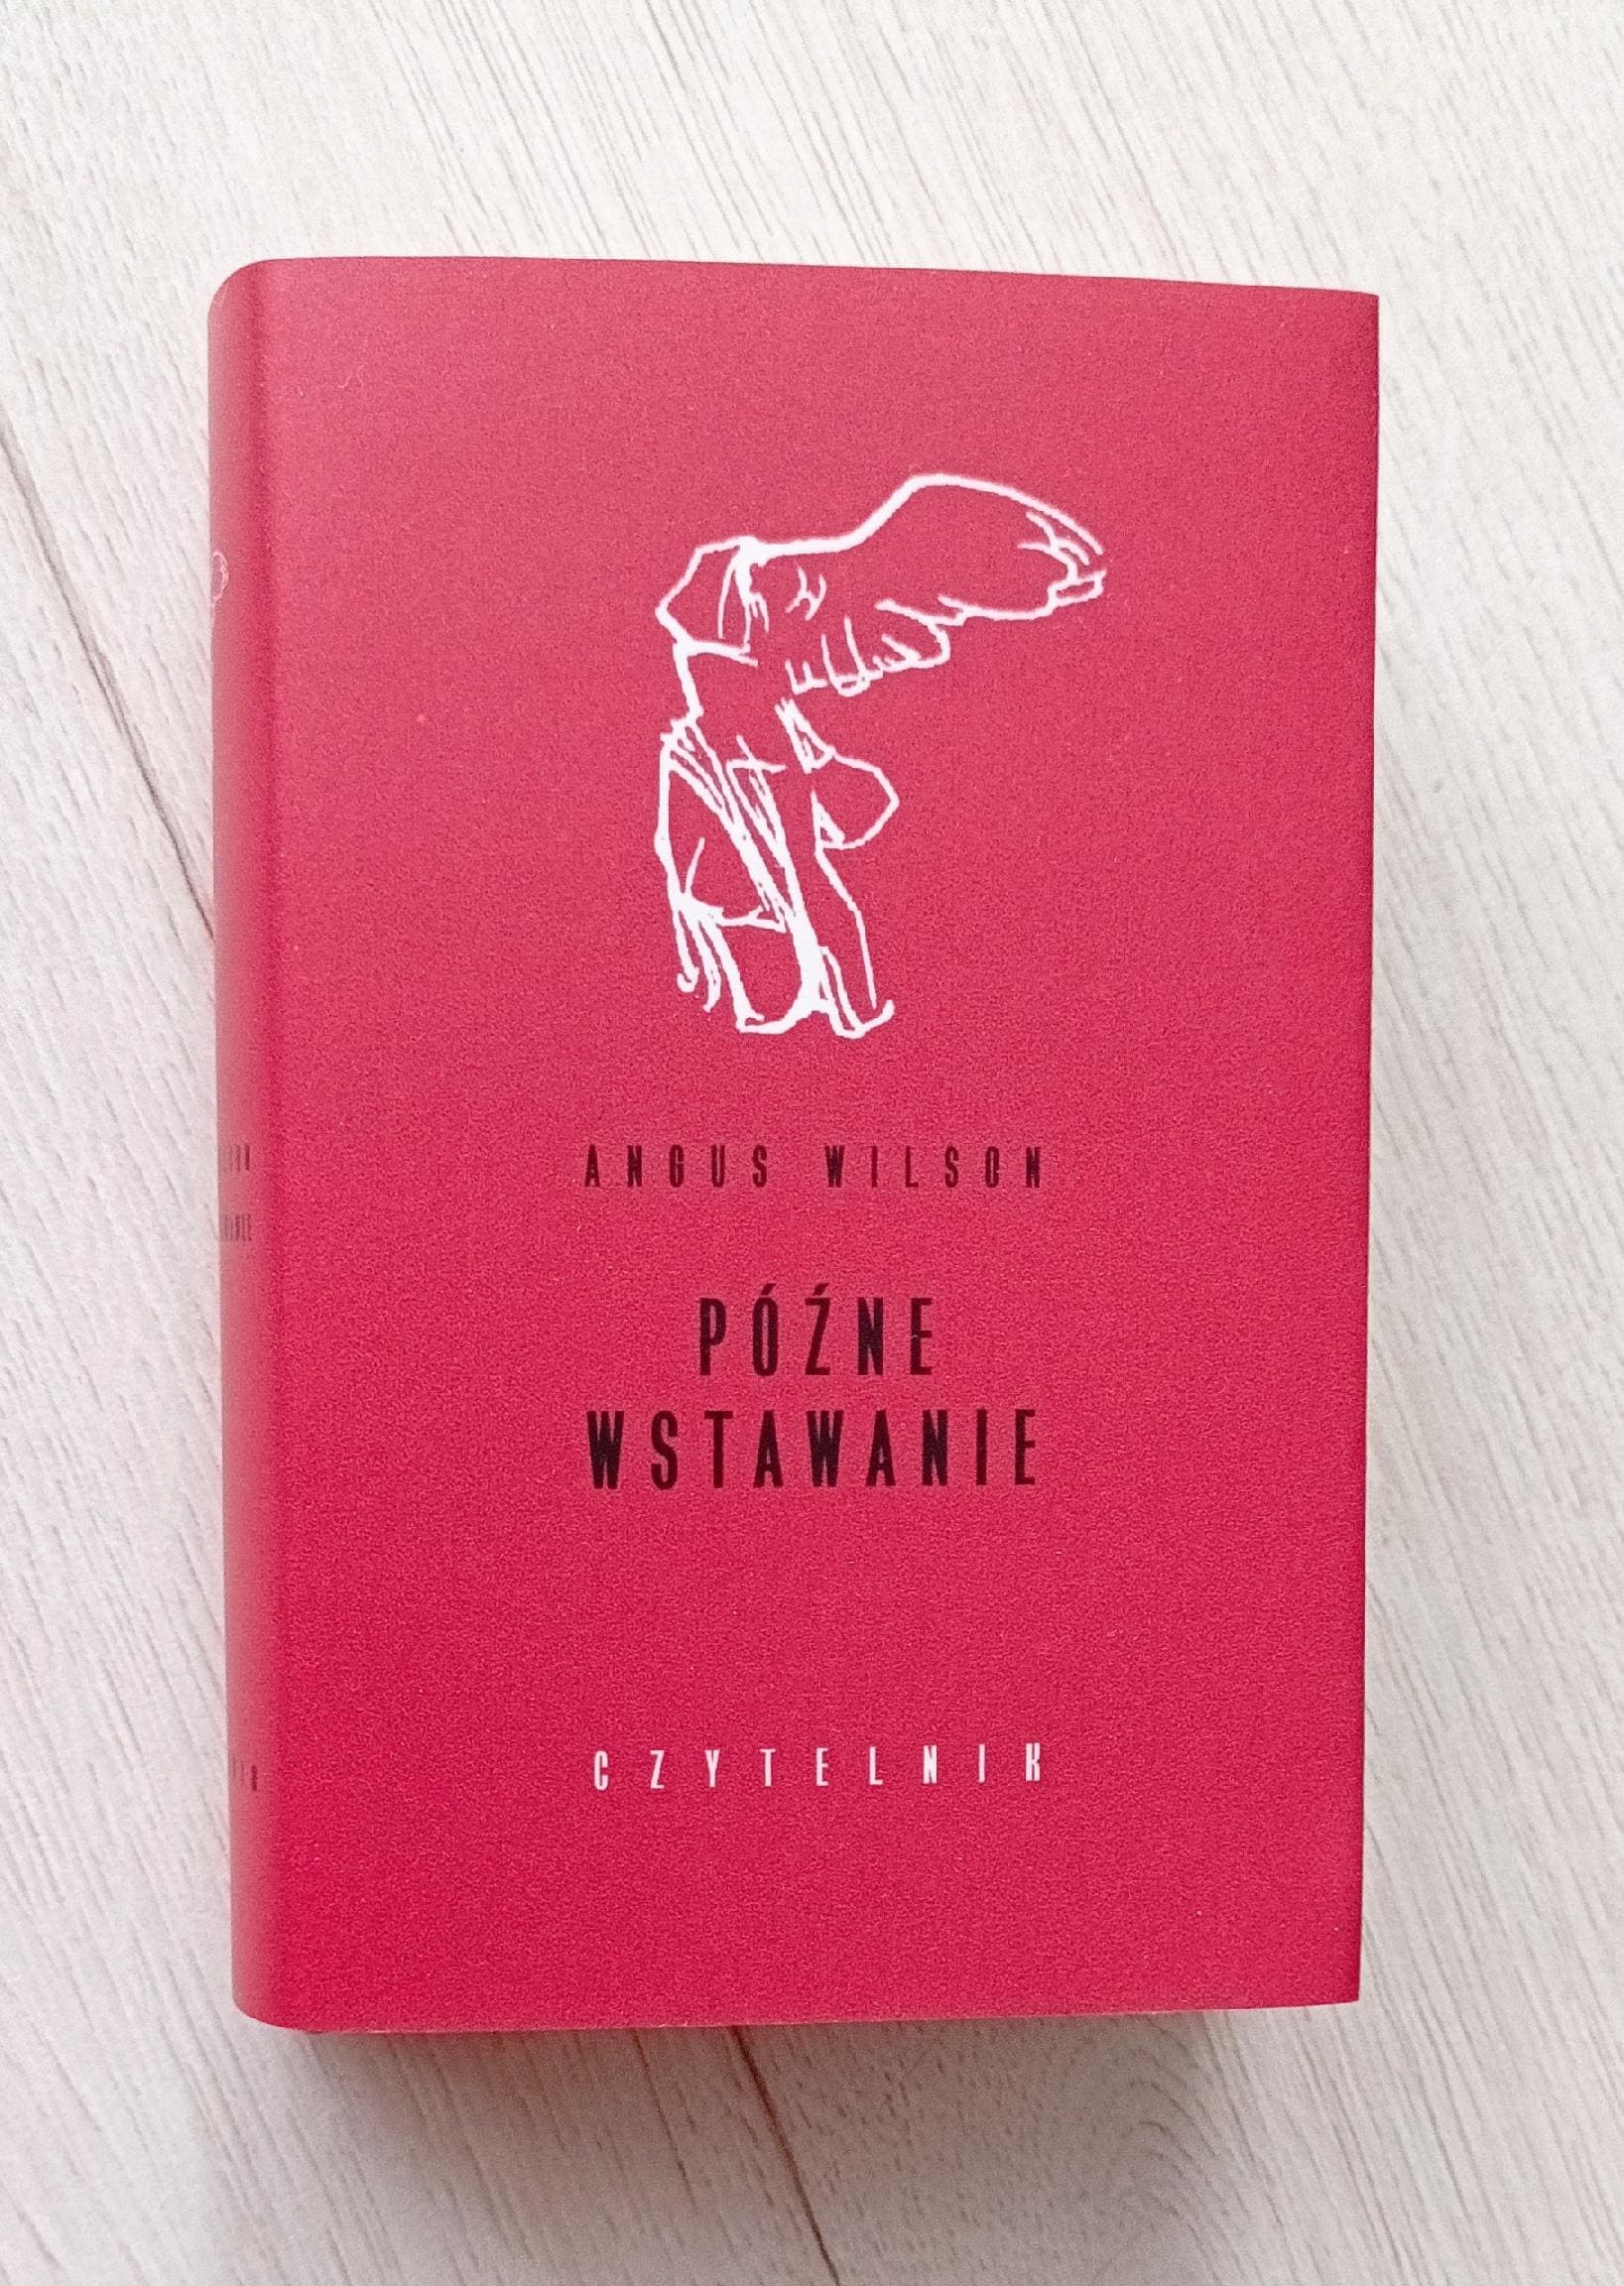 ANGUS WILSON
PÓŹNE
WSTAWANIE
CZYTELNIK